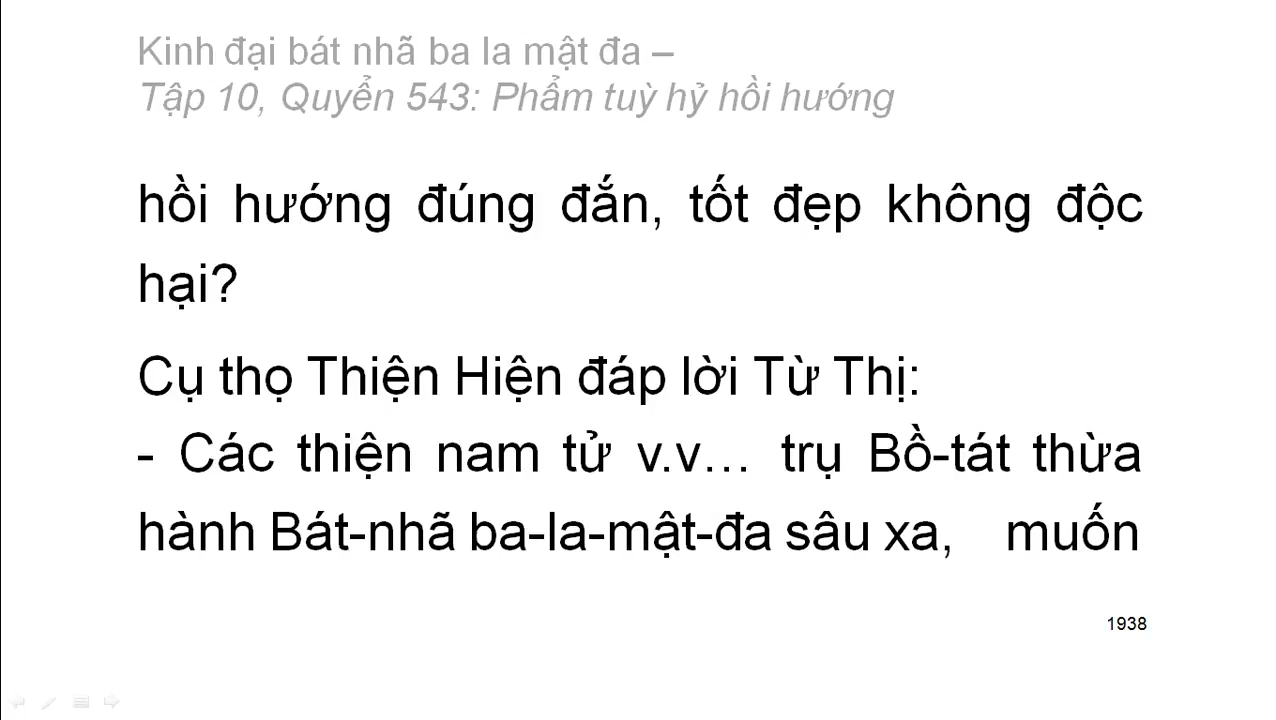 Kinh đại bát nhã ba la mật đa –
Tập 10, Quyển 543: Phẩm tuỳ hỷ hồi hướng
hồi hướng đúng đắn, tốt đẹp không độc
hại?
Cụ thọ Thiện Hiện đáp lời Từ Thị:
- Các thiện nam tử v.v… trụ Bồ-tát thừa
hành Bát-nhã ba-la-mật-đa sâu xa, muốn
1938